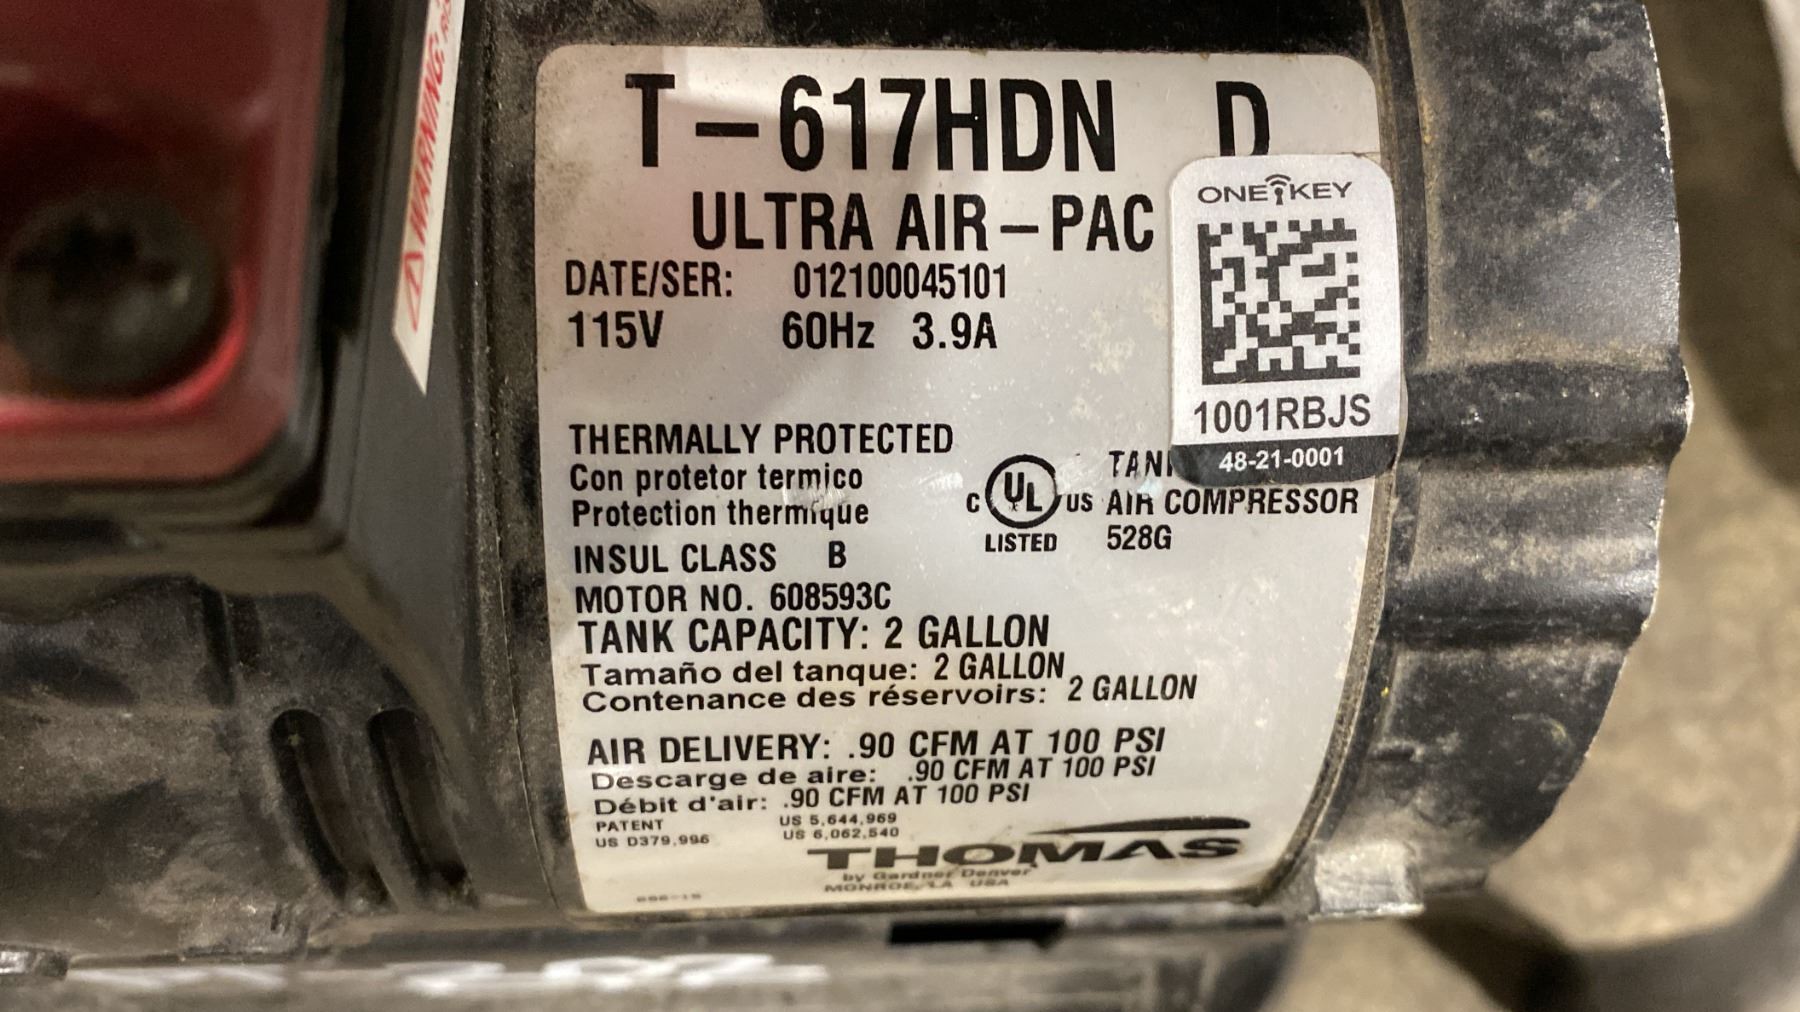 T-617HDN D
ULTRA AIR-PAC
DATE/SER: 012100045101
115V 60Hz 3.9A
THERMALLY PROTECTED
Con protetor termico
Protection thermique
INSUL CLASS B
MOTOR NO. 608593C
TANK CAPACITY: 2 GALLON
Tamaño del tanque: 2 GALLON
Contenance des réservoirs: 2 GALLON
AIR DELIVERY: .90 CFM AT 100 PSI
Descarge de aire: .90 CFM AT 100 PSI
Débit d'air: .90 CFM AT 100 PSI
PATENT US 5,644,969
US D379,996 US 6,062,540
THOMAS
by Gardner Denver
MONROE, LA USA
C UL US
LISTED
AIR COMPRESSOR
528G
ONE KEY
1001RBJS
48-21-0001
WARNING: